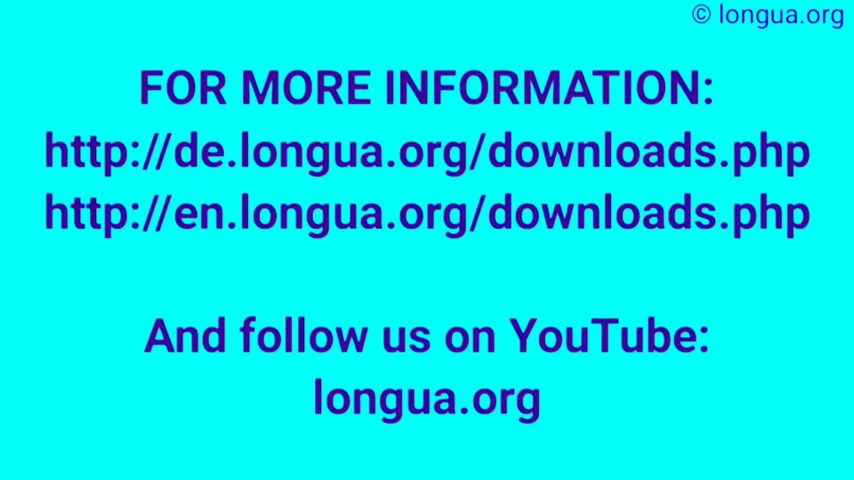 © longua.org
FOR MORE INFORMATION:
http://de.longua.org/downloads.php
http://en.longua.org/downloads.php
And follow us on YouTube:
longua.org